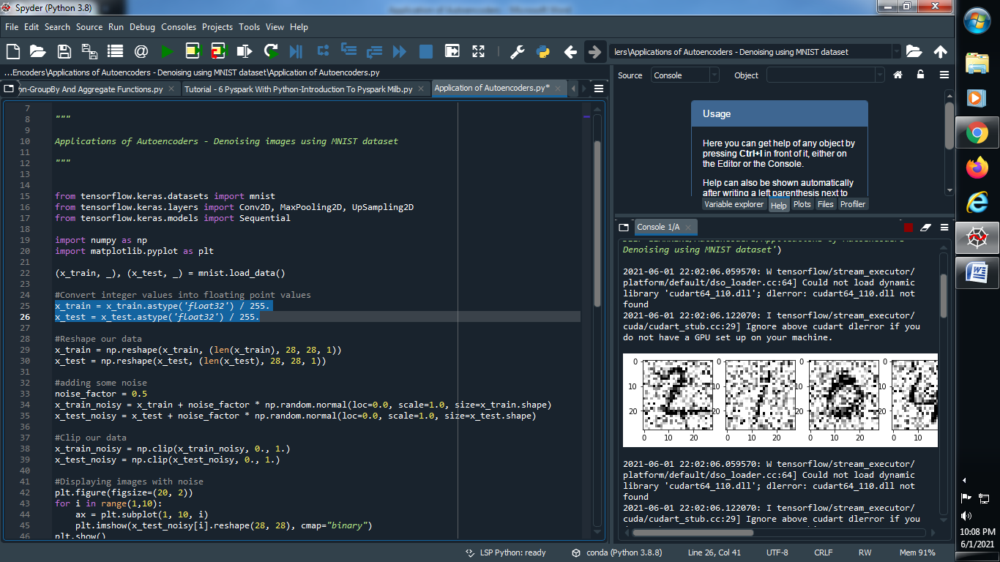 Spyder (Python 3.8)
File Edit Search Source Run Debug Consoles Projects Tools View Help
lers\Applications of Autoencoders - Denoising using MNIST dataset
...Encoders\Applications of Autoencoders - Denoising using MNIST dataset\Application of Autoencoders.py
on-GroupBy And Aggregate Functions.py
Tutorial - 6 Pyspark With Python-Introduction To Pyspark Milb.py
Application of Autoencoders.py*
7
8 """
9
10 Applications of Autoencoders - Denoising images using MNIST dataset
11
12 """
13
14
15 from tensorflow.keras.datasets import mnist
16 from tensorflow.keras.layers import Conv2D, MaxPooling2D, UpSampling2D
17 from tensorflow.keras.models import Sequential
18
19 import numpy as np
20 import matplotlib.pyplot as plt
21
22 (x_train, _), (x_test, _) = mnist.load_data()
23
24 #Convert integer values into floating point values
25 x_train = x_train.astype('float32') / 255.
26 x_test = x_test.astype('float32') / 255.
27
28 #Reshape our data
29 x_train = np.reshape(x_train, (len(x_train), 28, 28, 1))
30 x_test = np.reshape(x_test, (len(x_test), 28, 28, 1))
31
32 #adding some noise
33 noise_factor = 0.5
34 x_train_noisy = x_train + noise_factor * np.random.normal(loc=0.0, scale=1.0, size=x_train.shape)
35 x_test_noisy = x_test + noise_factor * np.random.normal(loc=0.0, scale=1.0, size=x_test.shape)
36
37 #Clip our data
38 x_train_noisy = np.clip(x_train_noisy, 0., 1.)
39 x_test_noisy = np.clip(x_test_noisy, 0., 1.)
40
41 #Displaying images with noise
42 plt.figure(figsize=(20, 2))
43 for i in range(1,10):
44 ax = plt.subplot(1, 10, i)
45 plt.imshow(x_test_noisy[i].reshape(28, 28), cmap="binary")
46 plt.show()
Source Console Object
Usage
Here you can get help of any object by
pressing Ctrl+I in front of it, either on
the Editor or the Console.
Help can also be shown automatically
after writing a left parenthesis next to
Variable explorer Help Plots Files Profiler
Console 1/A
Denoising using MNIST dataset')
2021-06-01 22:02:06.059570: W tensorflow/stream_executor/
platform/default/dso_loader.cc:64] Could not load dynamic
library 'cudart64_110.dll'; dlerror: cudart64_110.dll not
found
2021-06-01 22:02:06.122070: I tensorflow/stream_executor/
cuda/cudart_stub.cc:29] Ignore above cudart dlerror if you
do not have a GPU set up on your machine.
0 0 0 0
10 10 10 10
20 20 20 20
0 10 20 0 10 20 0 10 20 0 10
2021-06-01 22:02:06.059570: W tensorflow/stream_executor/
platform/default/dso_loader.cc:64] Could not load dynamic
library 'cudart64_110.dll'; dlerror: cudart64_110.dll not
found
2021-06-01 22:02:06.122070: I tensorflow/stream_executor/
cuda/cudart_stub.cc:29] Ignore above cudart dlerror if you
LSP Python: ready conda (Python 3.8.8) Line 26, Col 41 UTF-8 CRLF RW Mem 91%
10:08 PM
6/1/2021